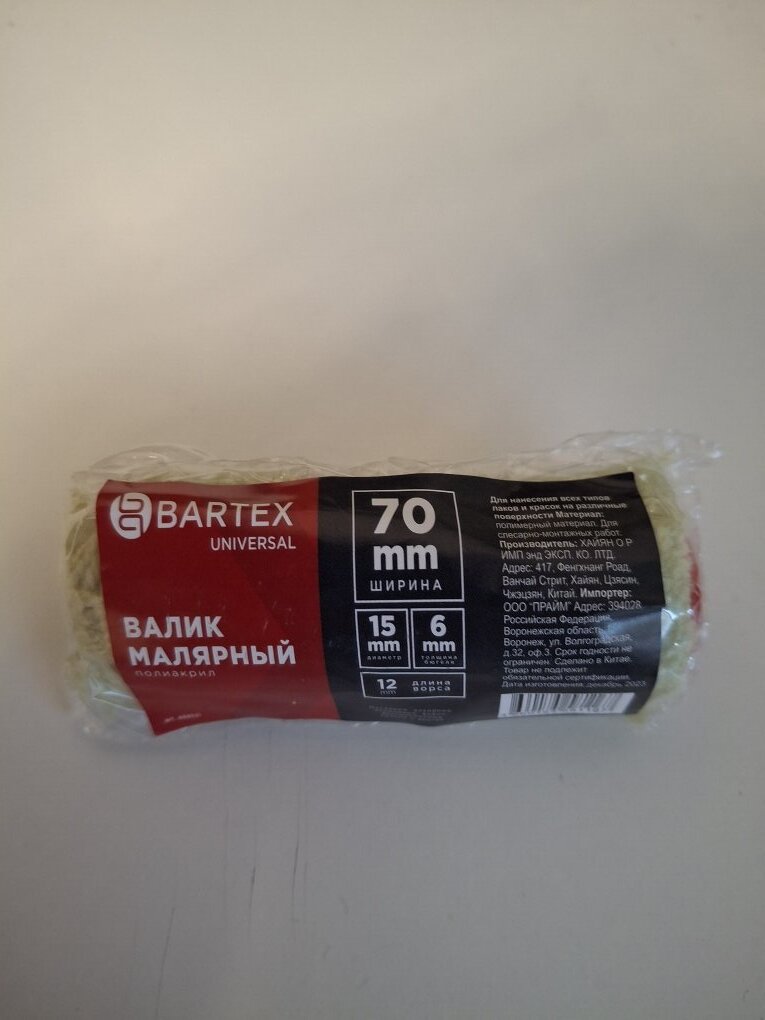 BARTEX
UNIVERSAL
ВАЛИК
МАЛЯРНЫЙ
полиакрил
70
mm
ШИРИНА
15
mm
диаметр
6
mm
толщина
бюгеля
12
mm
длина
ворса
Для нанесения всех типов
лаков и красок на различные
поверхности Материал:
полимерный материал. Для
слесарно-монтажных работ.
Производитель: ХАЙЯН О Р
ИМП энд ЭКСП. КО. ЛТД.
Адрес: 417, Фенгхнанг Роад,
Ванчай Стрит, Хайян, Цзясин,
Чжэцзян, Китай. Импортер:
ООО "ПРАЙМ" Адрес: 394028
Российская Федерация,
Воронежская область,
Воронеж, ул. Волгоградская,
д.32, оф.3. Срок годности не
ограничен. Сделано в Китае.
Товар не подлежит
обязательной сертификации.
Дата изготовления: декабрь, 2023